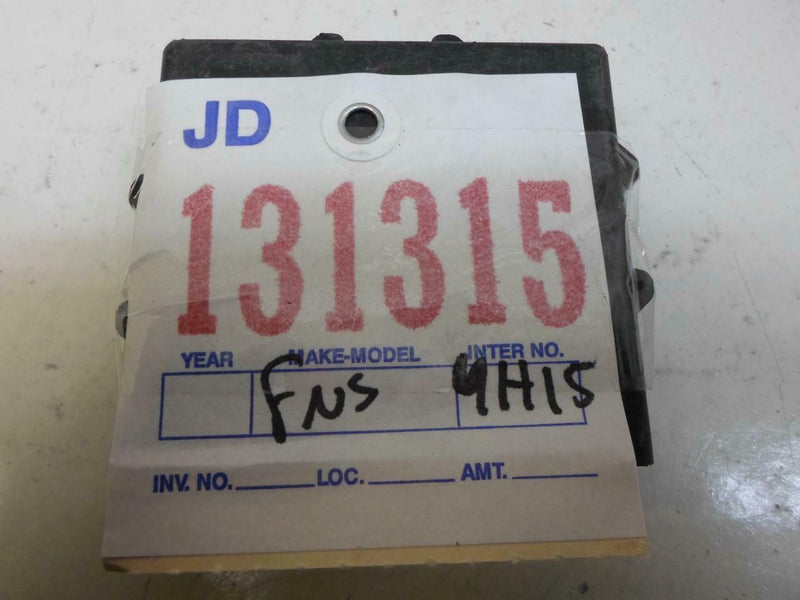 JD
131315
YEAR MAKE-MODEL INTER NO.
FNS 4H15
INV. NO. LOC. AMT.